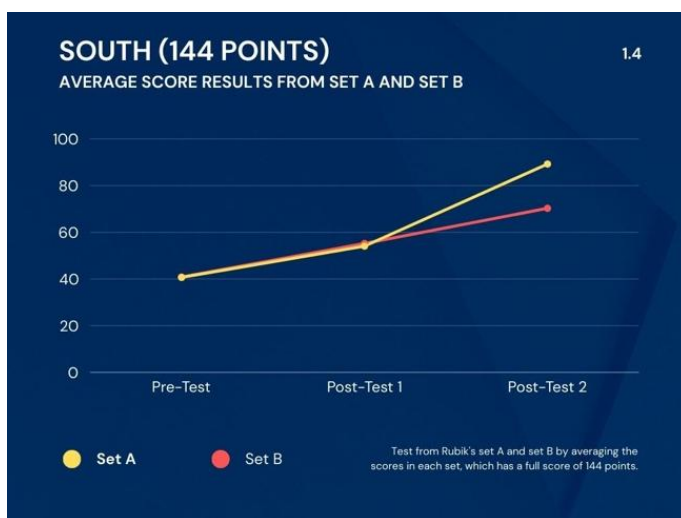 SOUTH (144 POINTS)
1.4
AVERAGE SCORE RESULTS FROM SET A AND SET B
100
80
60
40
20
0
Pre-Test Post-Test 1 Post-Test 2
Set A Set B
Test from Rubik's set A and set B by averaging the
scores in each set, which has a full score of 144 points.